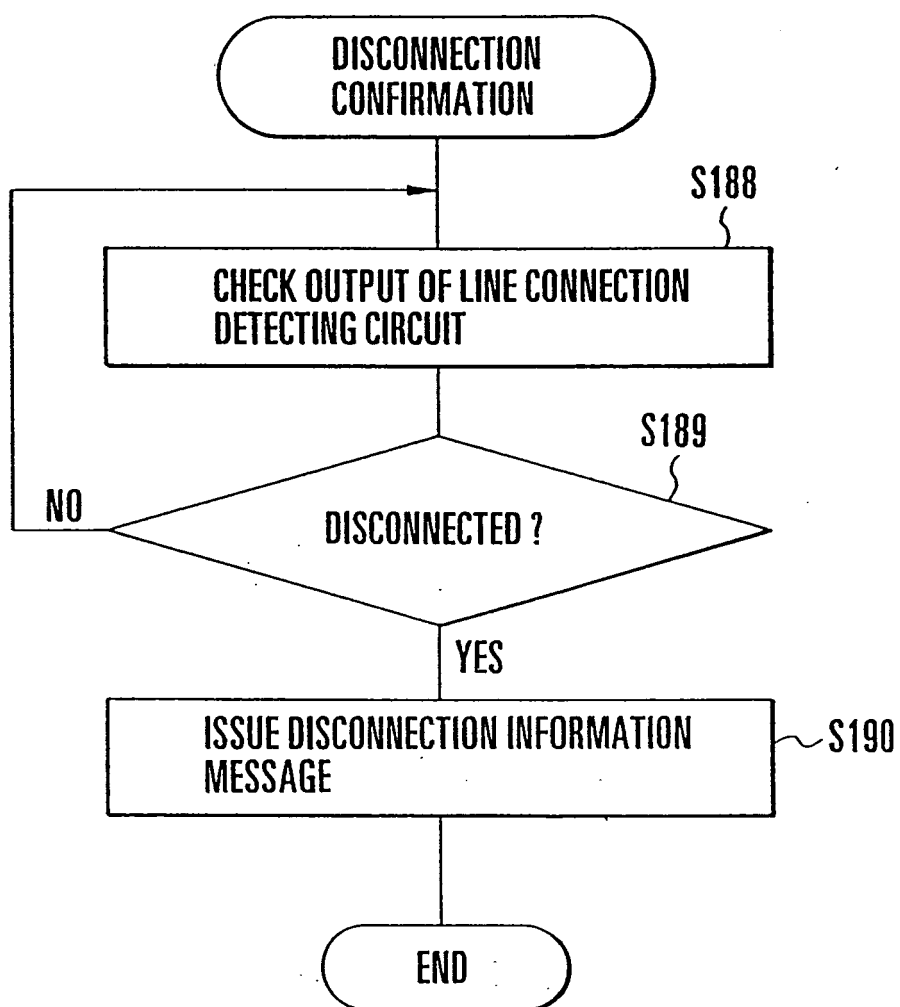 DISCONNECTION
CONFIRMATION
S188
CHECK OUTPUT OF LINE CONNECTION
DETECTING CIRCUIT
S189
NO
DISCONNECTED ?
YES
ISSUE DISCONNECTION INFORMATION
MESSAGE
S190
END